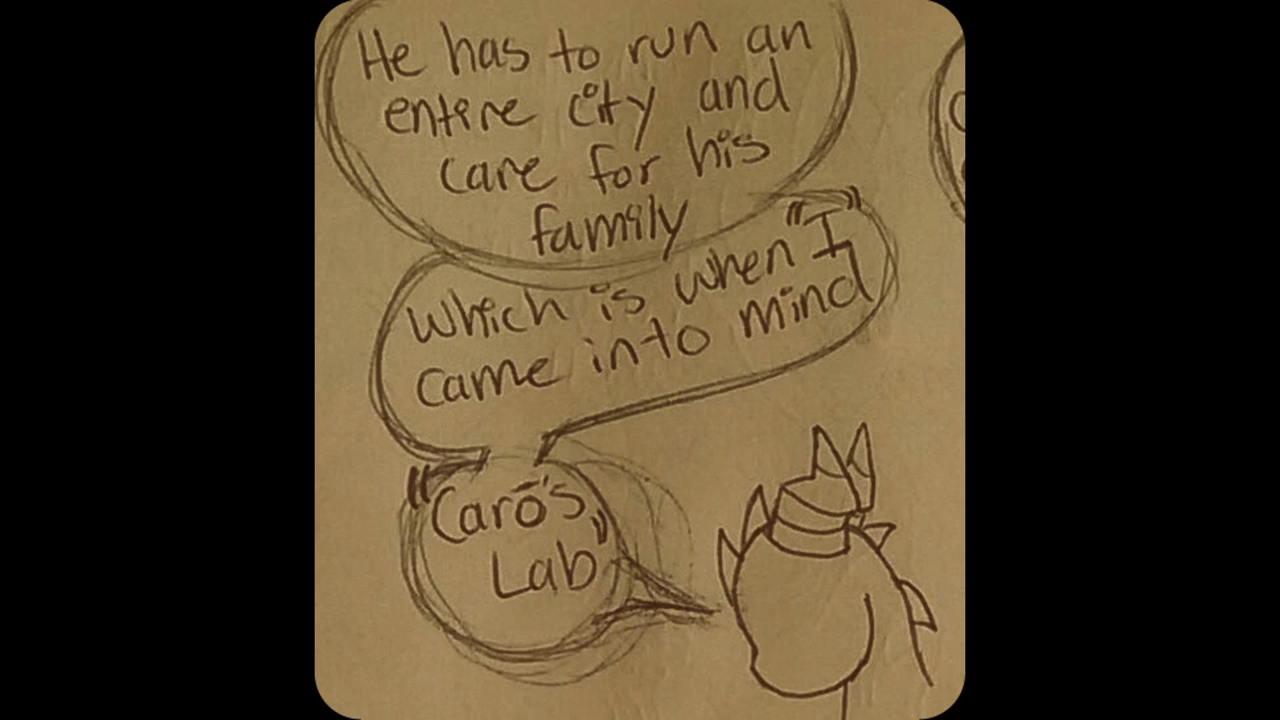 He has to run an
entire city and
care for his
family
Which is when "I"
came into mind
"Carō's
Lab"